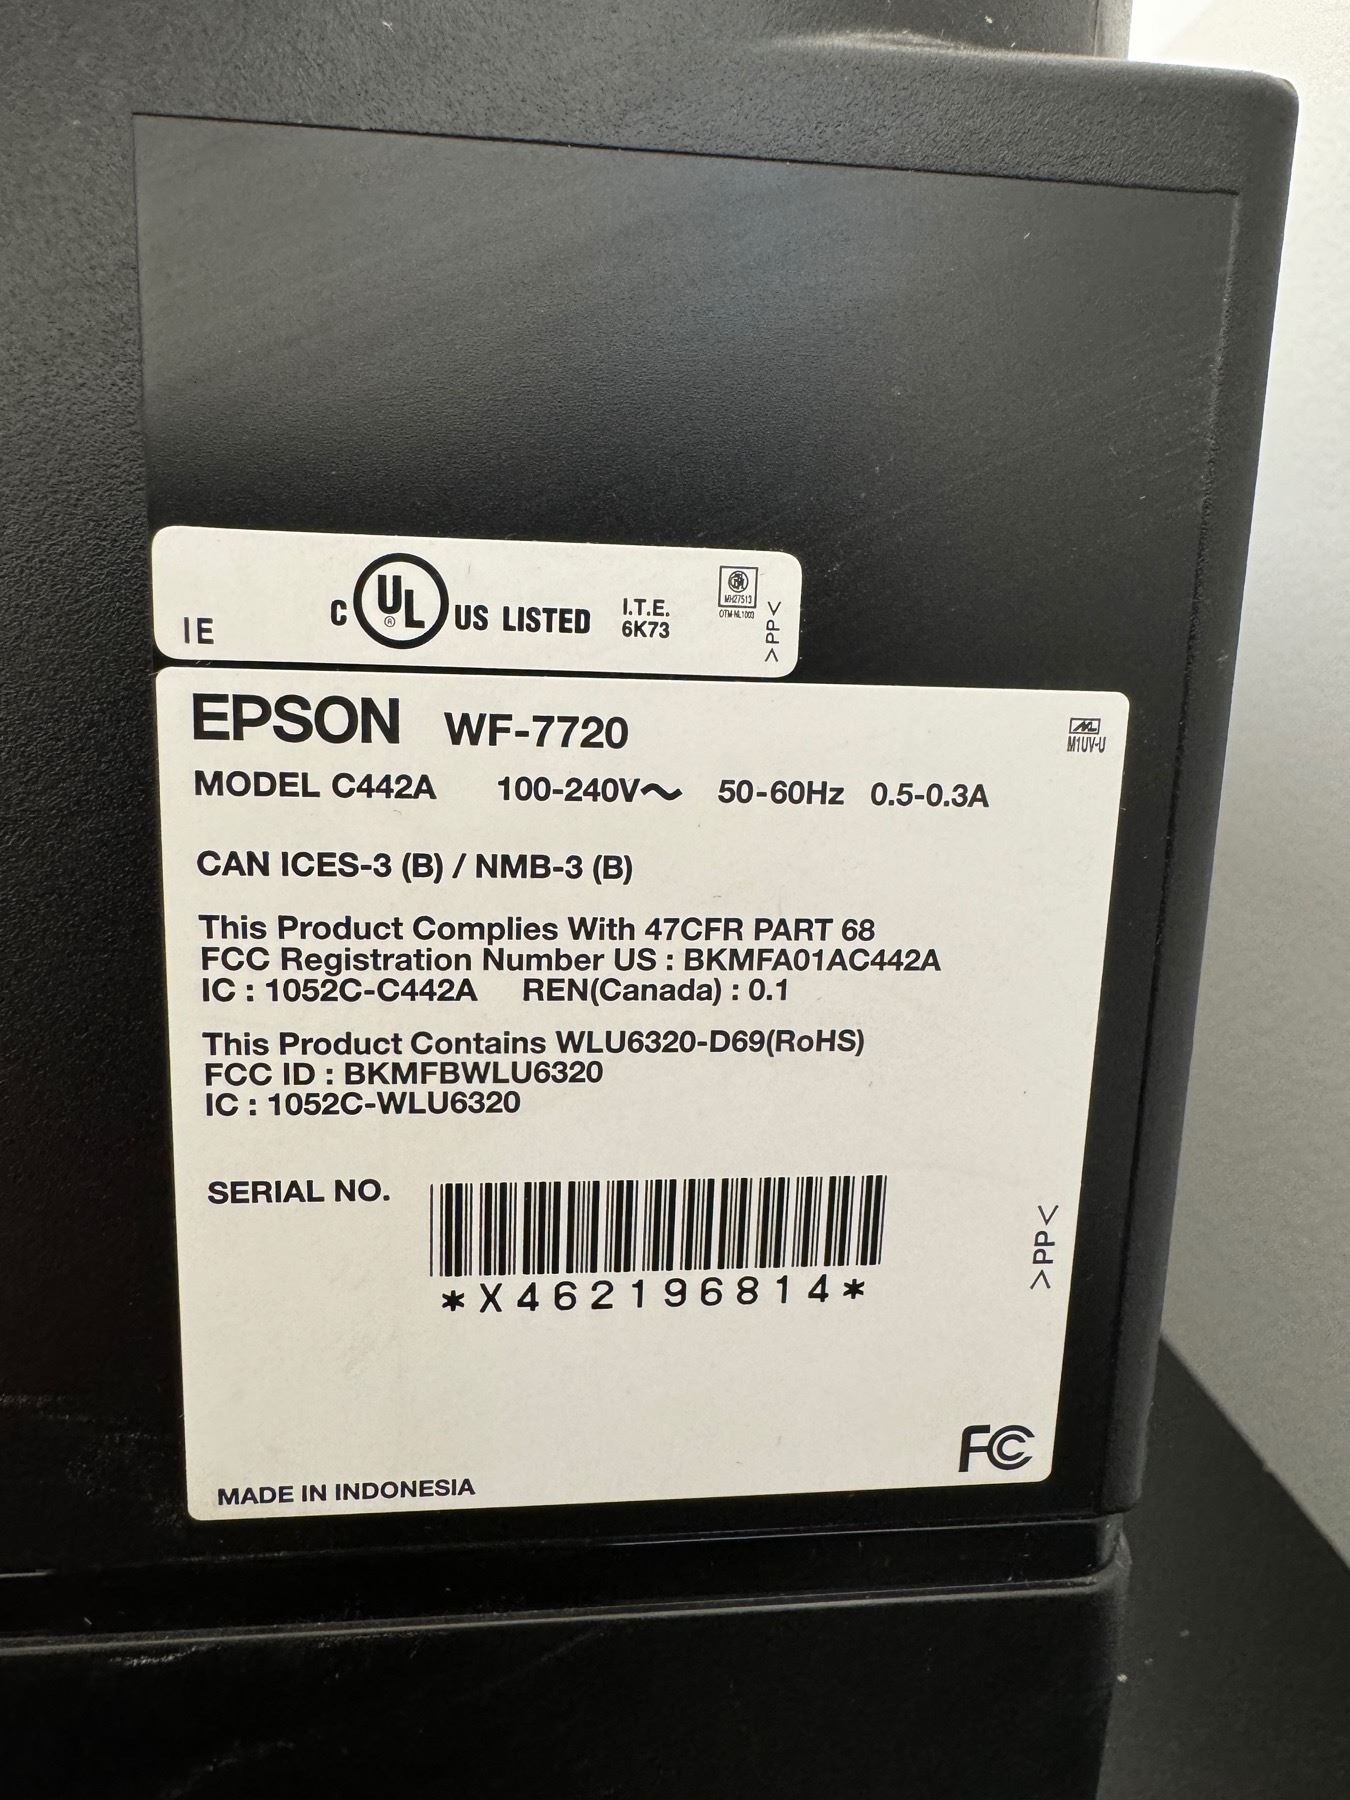 IE
C UL ® US LISTED
I.T.E.
6K73
MH27513
OTM-NL1003
>PP<
EPSON WF-7720
M1UV-U
MODEL C442A 100-240V~ 50-60Hz 0.5-0.3A
CAN ICES-3 (B) / NMB-3 (B)
This Product Complies With 47CFR PART 68
FCC Registration Number US : BKMFA01AC442A
IC : 1052C-C442A REN(Canada) : 0.1
This Product Contains WLU6320-D69(RoHS)
FCC ID : BKMFBWLU6320
IC : 1052C-WLU6320
SERIAL NO.
*X462196814*
>PP<
FC
MADE IN INDONESIA